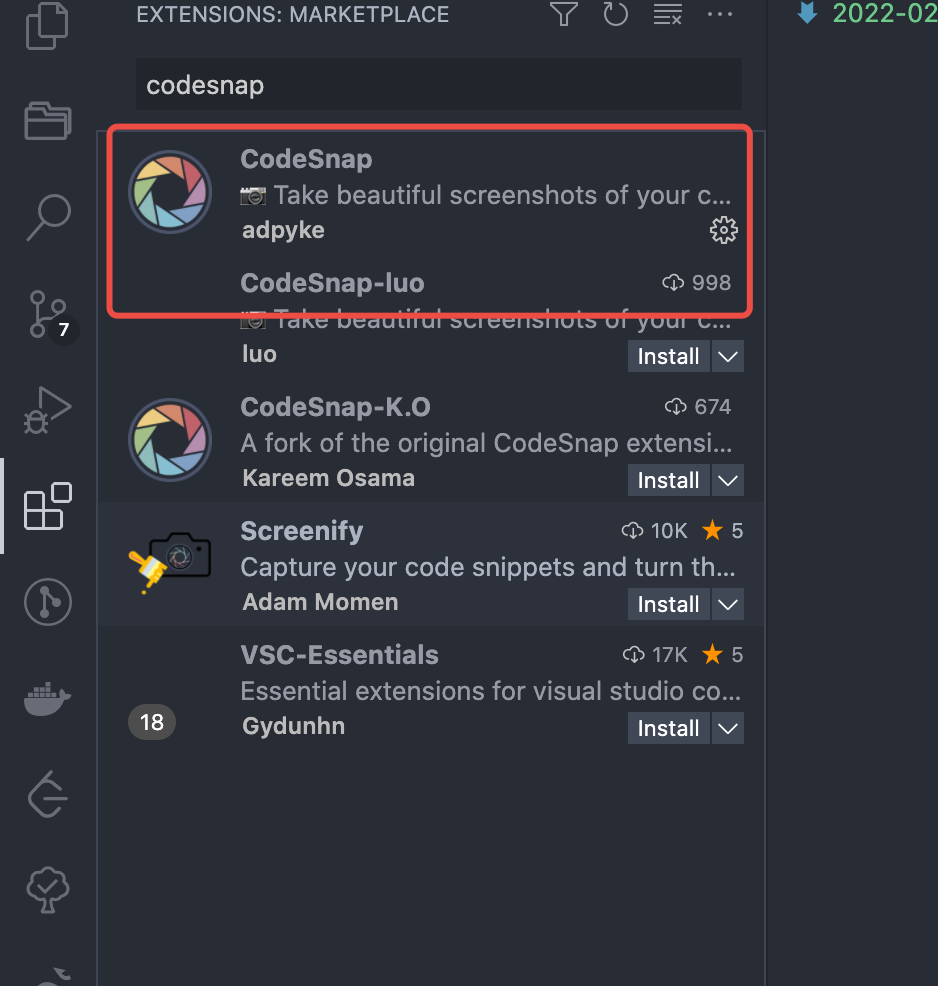 EXTENSIONS: MARKETPLACE
2022-02
codesnap
CodeSnap
Take beautiful screenshots of your c...
adpyke
CodeSnap-luo 998
Take beautiful screenshots of your c...
luo Install
7
CodeSnap-K.O 674
A fork of the original CodeSnap extensi...
Kareem Osama Install
Screenify 10K 5
Capture your code snippets and turn th...
Adam Momen Install
VSC-Essentials 17K 5
Essential extensions for visual studio co...
18 Gydunhn Install